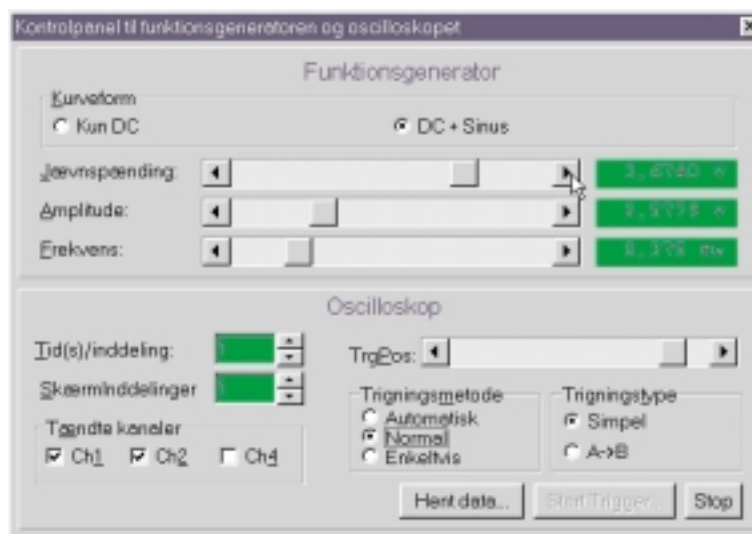 Kontrolpanel til funktionsgeneratoren og oscilloskopet
Funktionsgenerator
Kurveform
Kun DC
DC + Sinus
Jævnspænding:
Amplitude:
Frekvens:
Oscilloskop
Tid(s)/inddeling:
TrgPos:
Skærminddelinger
Trigningsmetode
Automatisk
Normal
Enkeltvis
Trigningstype
Simpel
A->B
Tændte kanaler
Ch1 Ch2 Ch4
Hent data... Start Trigger... Stop